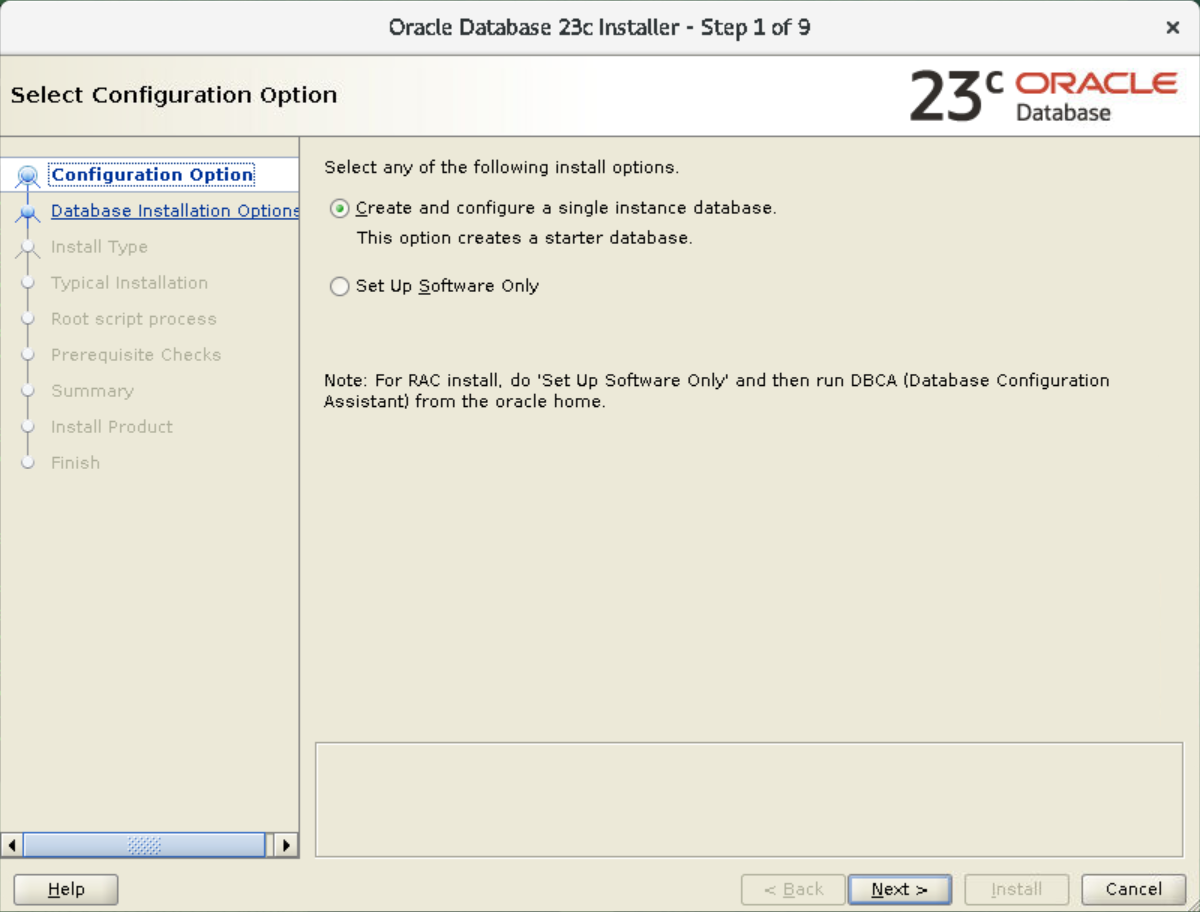 Oracle Database 23c Installer - Step 1 of 9
×
Select Configuration Option
23c ORACLE
Database
Configuration Option
Database Installation Options
Install Type
Typical Installation
Root script process
Prerequisite Checks
Summary
Install Product
Finish
Select any of the following install options.
Create and configure a single instance database.
This option creates a starter database.
Set Up Software Only
Note: For RAC install, do 'Set Up Software Only' and then run DBCA (Database Configuration
Assistant) from the oracle home.
Help
< Back
Next >
Install
Cancel